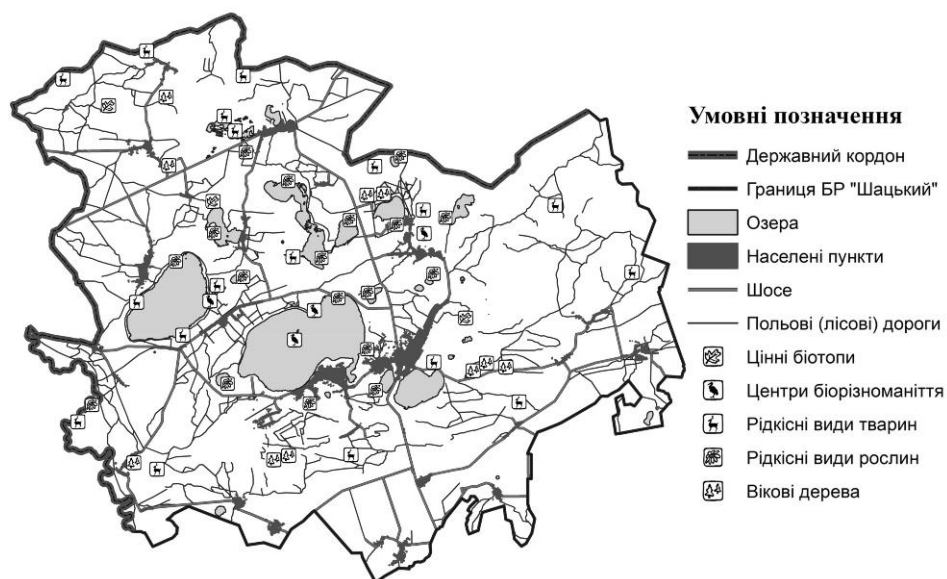 Умовні позначення
Державний кордон
Границя БР "Шацький"
Озера
Населені пункти
Шосе
Польові (лісові) дороги
Цінні біотопи
Центри біорізноманіття
Рідкісні види тварин
Рідкісні види рослин
Вікові дерева